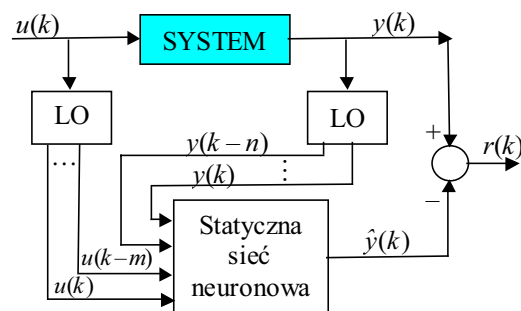 u(k)
SYSTEM
y(k)
LO
LO
...
y(k – n)
...
y(k)
+
r(k)
−
Statyczna
sieć
neuronowa
ŷ(k)
u(k–m)
u(k)